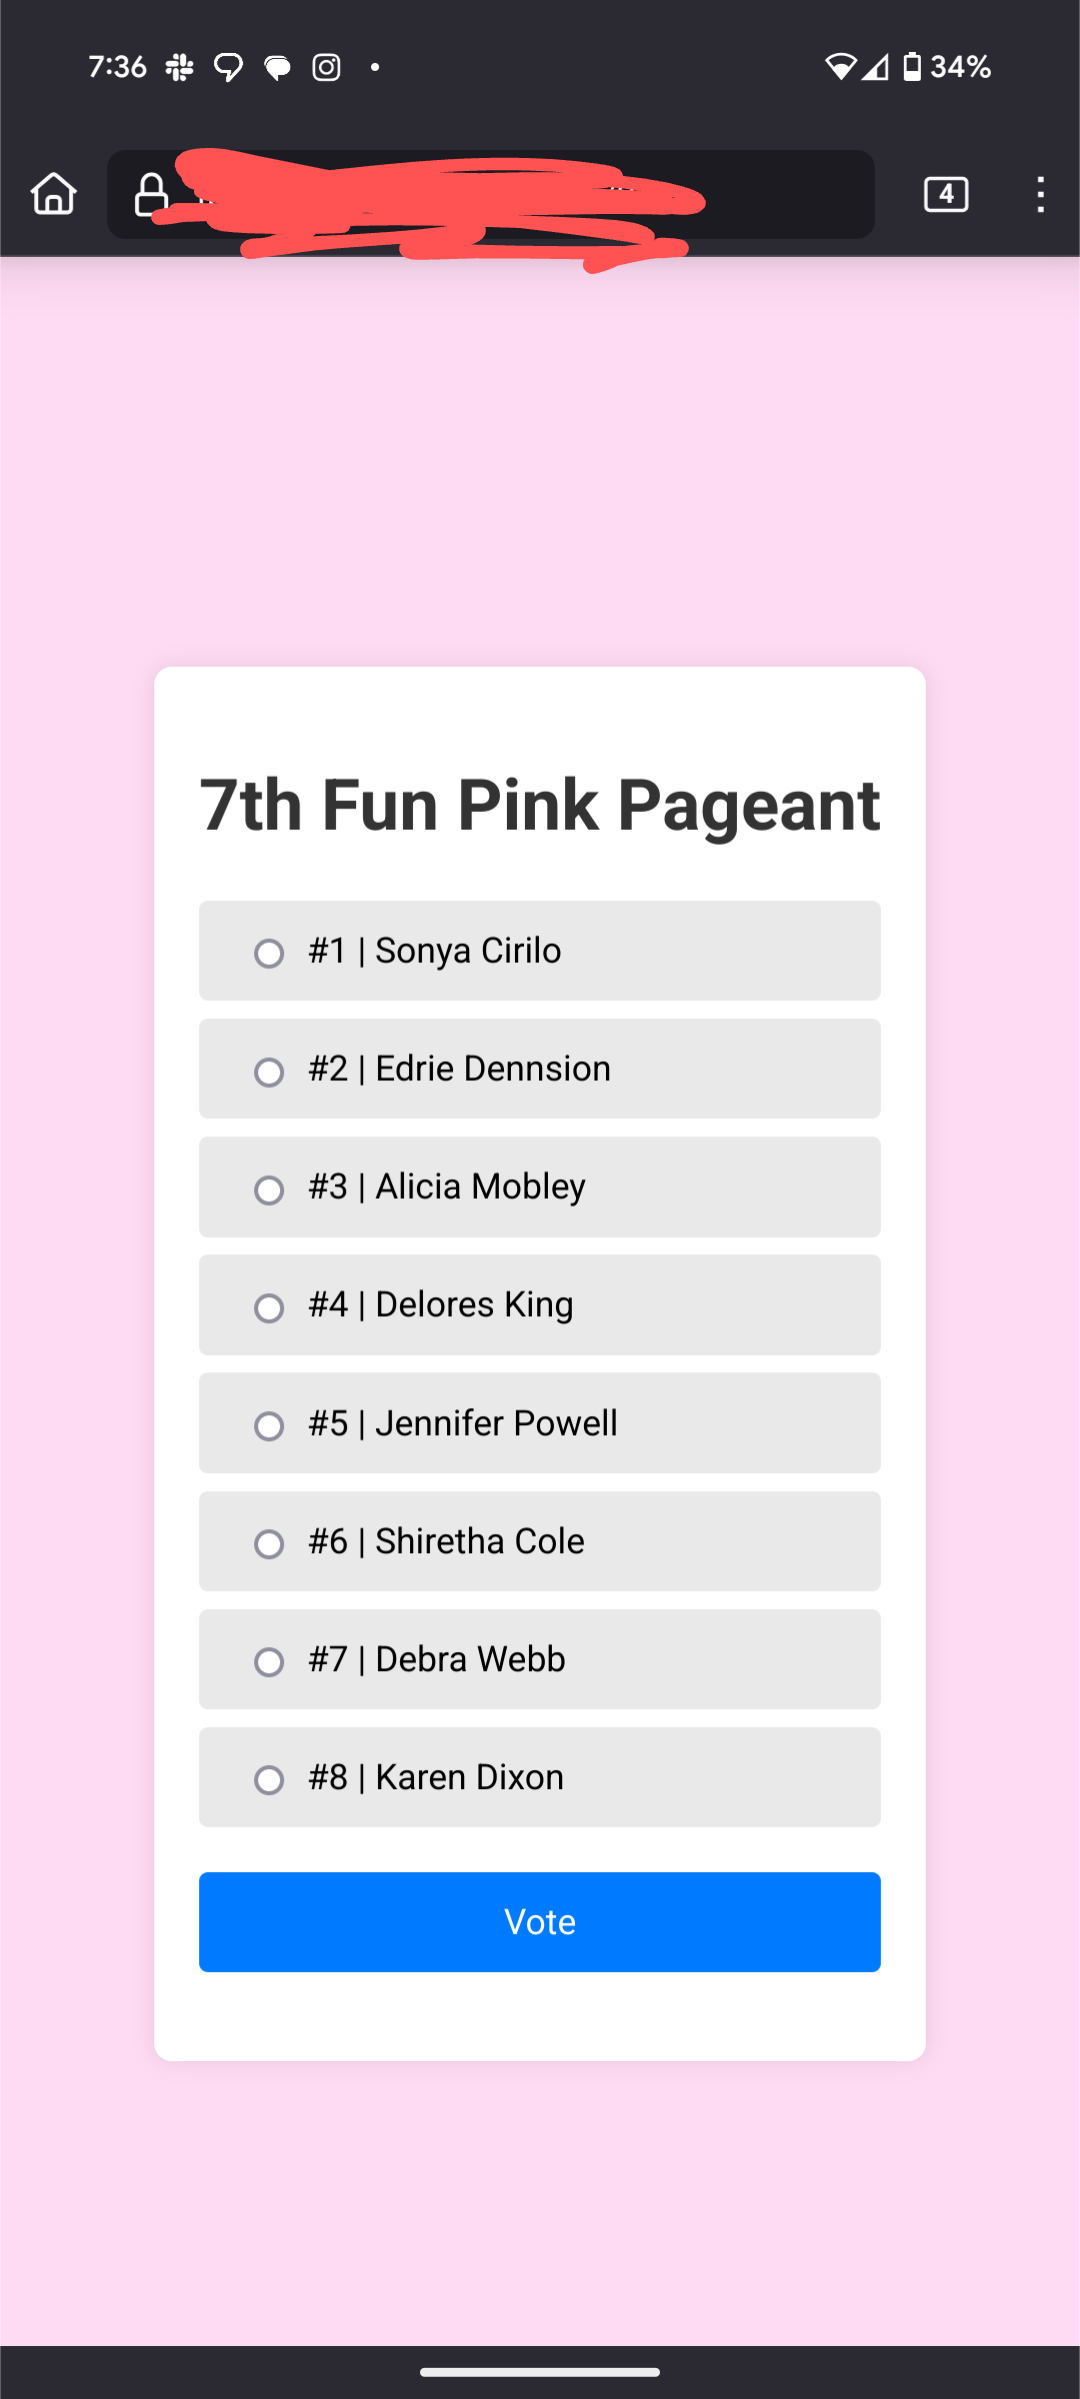 7:36
34%
4
7th Fun Pink Pageant
#1 | Sonya Cirilo
#2 | Edrie Dennsion
#3 | Alicia Mobley
#4 | Delores King
#5 | Jennifer Powell
#6 | Shiretha Cole
#7 | Debra Webb
#8 | Karen Dixon
Vote